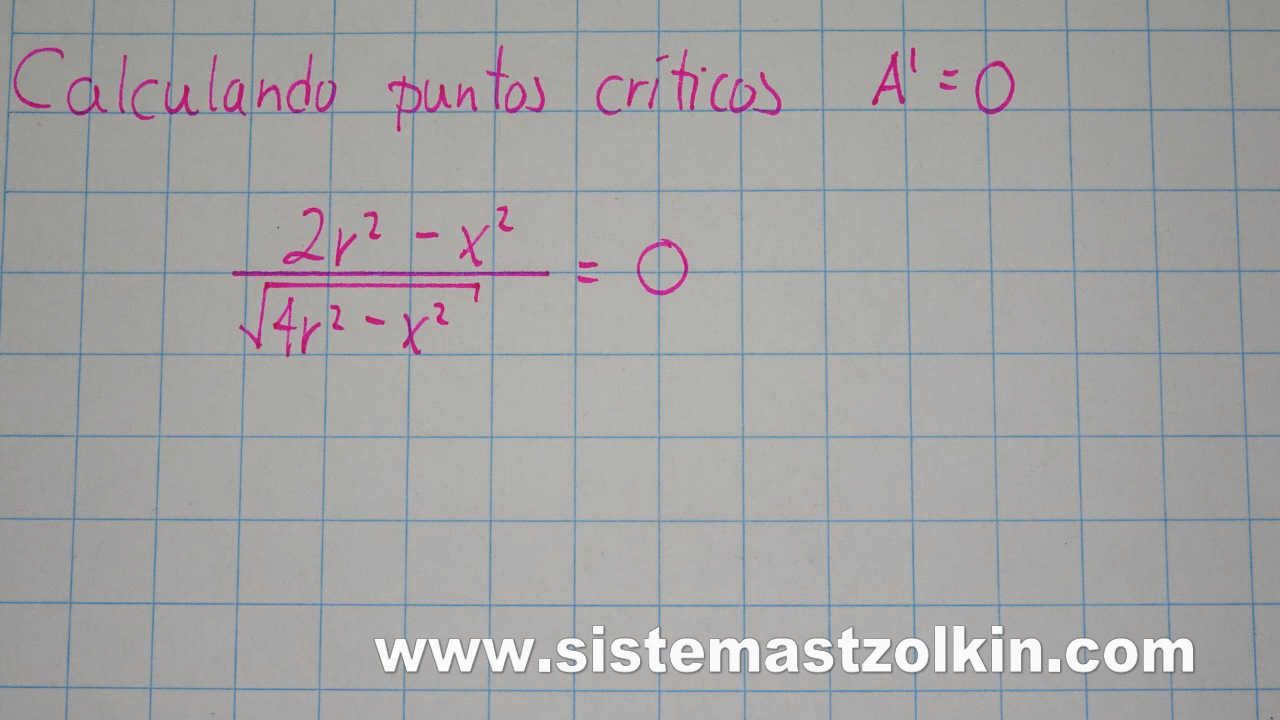 Calculando puntos críticos A' = 0
2r² - x²
√4r² - x² = 0
www.sistemastzolkin.com